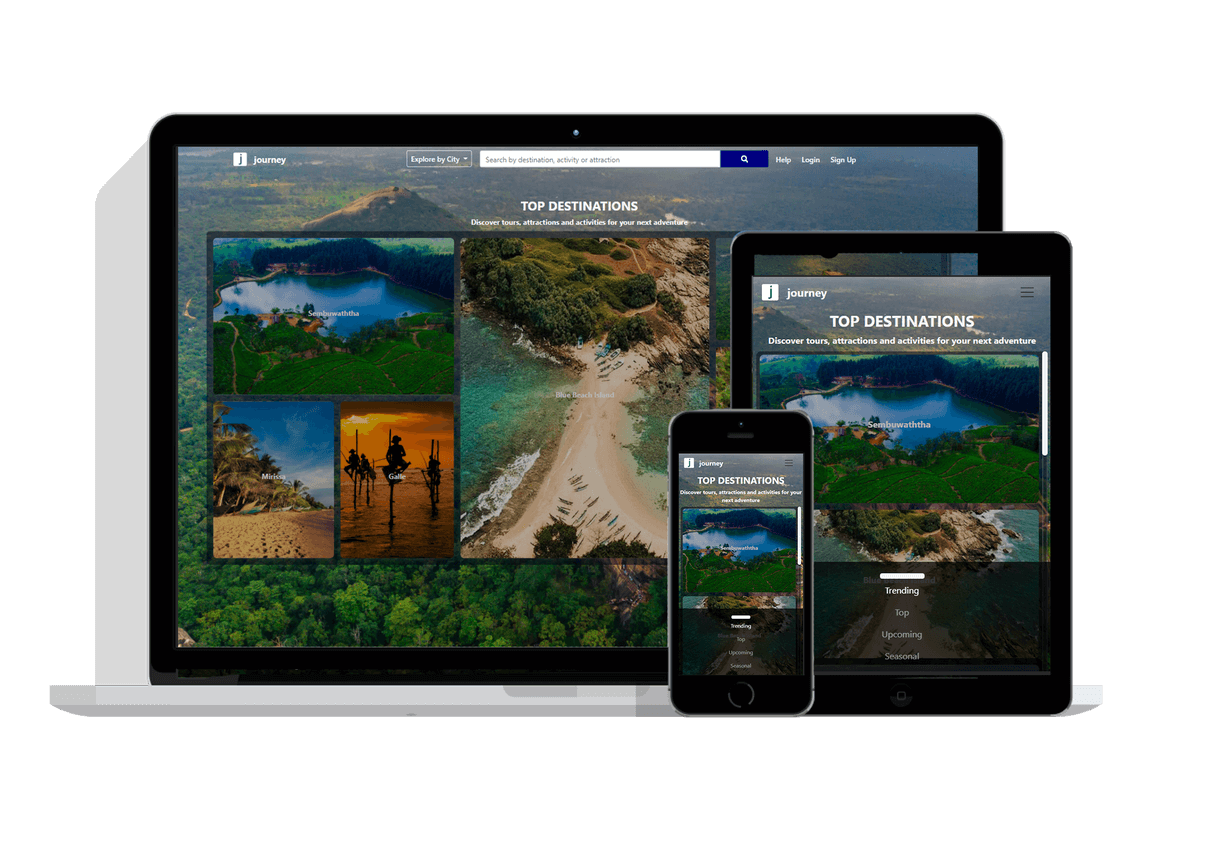 j journey
Explore by City
Search by destination, activity or attraction
Help Login Sign Up
TOP DESTINATIONS
Discover tours, attractions and activities for your next adventure
Sembuwaththa
Blue Beach Island
Mirissa
Galle
j journey
TOP DESTINATIONS
Discover tours, attractions and activities for your next adventure
Sembuwaththa
Trending
Top
Upcoming
Seasonal
j journey
TOP DESTINATIONS
Discover tours, attractions and activities for your
next adventure
Sembuwaththa
Trending
Top
Upcoming
Seasonal